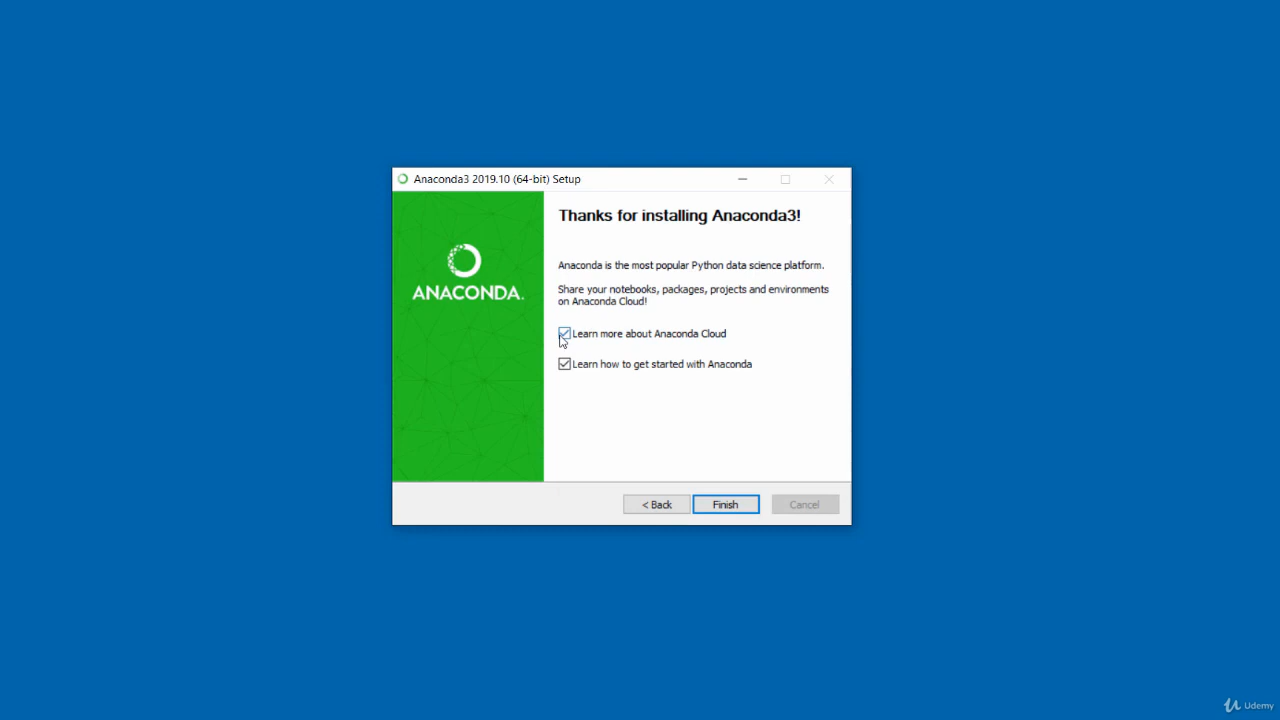 Anaconda3 2019.10 (64-bit) Setup
ANACONDA.
Thanks for installing Anaconda3!
Anaconda is the most popular Python data science platform.
Share your notebooks, packages, projects and environments
on Anaconda Cloud!
Learn more about Anaconda Cloud
Learn how to get started with Anaconda
< Back
Finish
Cancel
Udemy